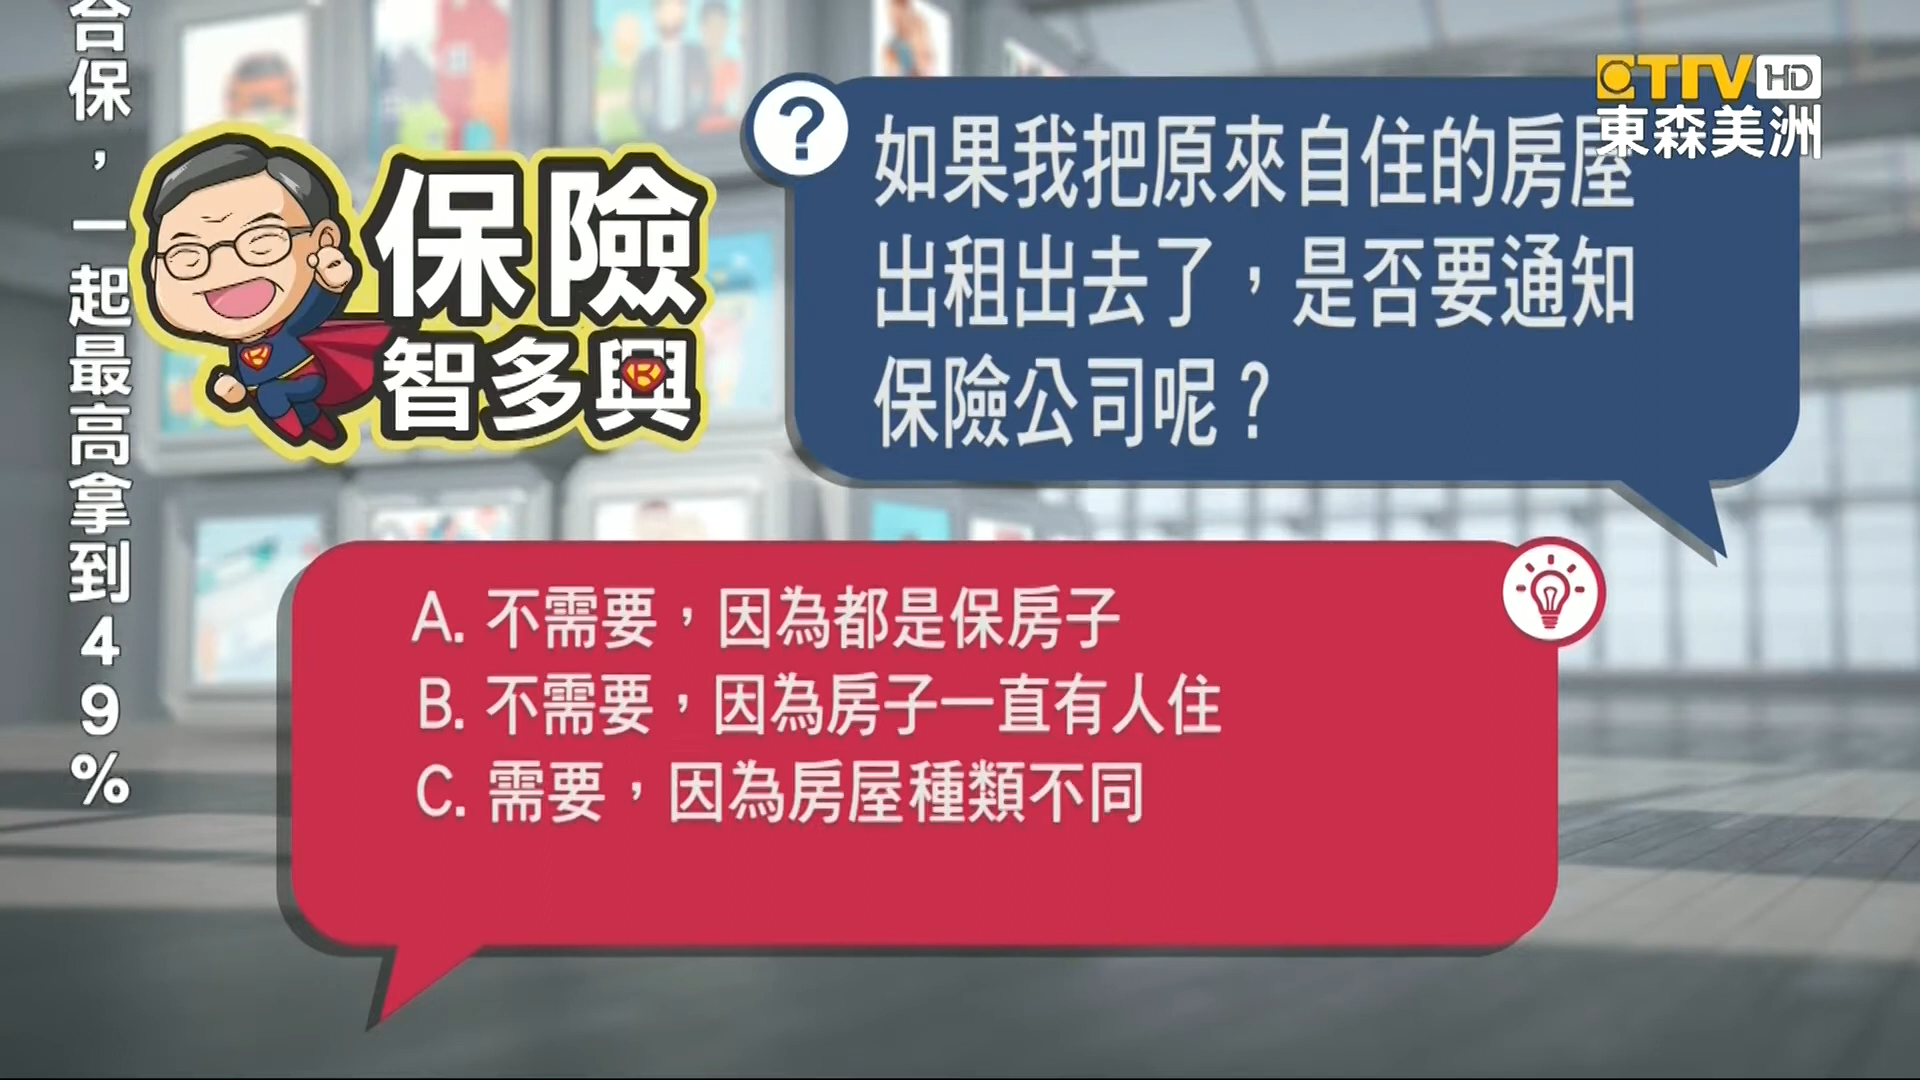 合保，一起最高拿到49%
保險
智多興
ETTV HD
東森美洲
?
如果我把原來自住的房屋
出租出去了，是否要通知
保險公司呢？
A. 不需要，因為都是保房子
B. 不需要，因為房子一直有人住
C. 需要，因為房屋種類不同